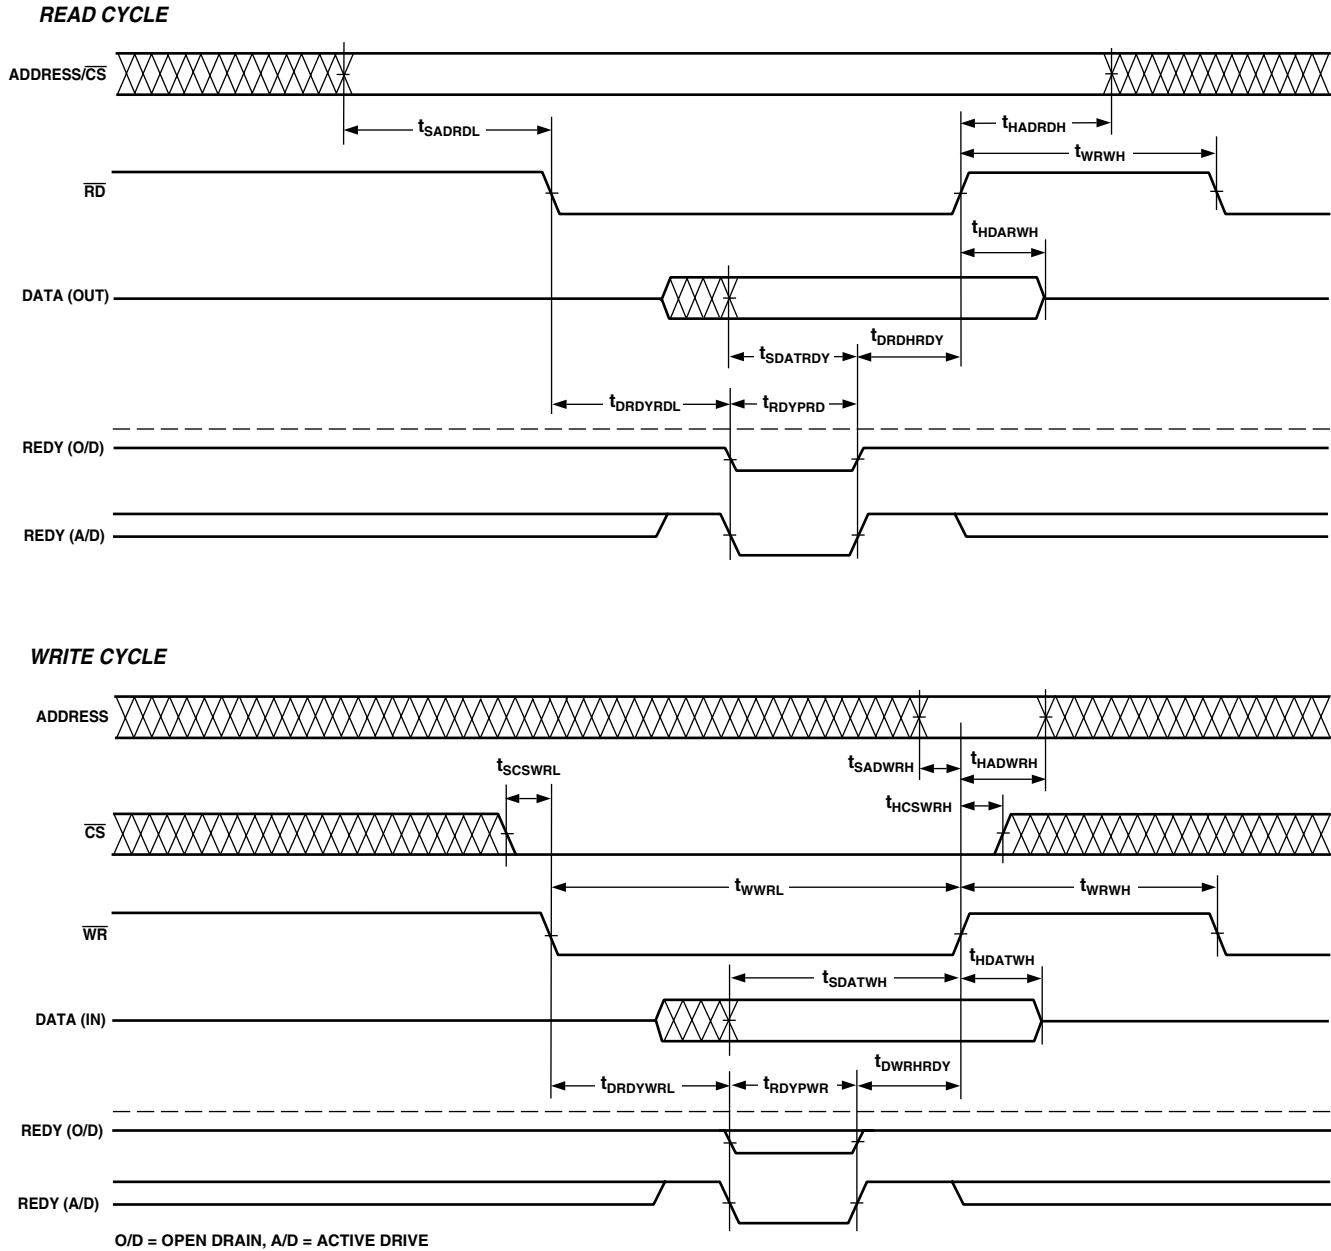 READ CYCLE
ADDRESS/CS
tSADRDL
tHADRDH
tWRWH
RD
tHDARWH
DATA (OUT)
tDRDHRDY
tSDATRDY
tDRDYRDL
tRDYPRD
REDY (O/D)
REDY (A/D)
WRITE CYCLE
ADDRESS
tSCSWRL
tSADWRH
tHADWRH
tHCSWRH
CS
tWWRL
tWRWH
WR
tHDATWH
tSDATWH
DATA (IN)
tDWRHRDY
tDRDYWRL
tRDYPWR
REDY (O/D)
REDY (A/D)
O/D = OPEN DRAIN, A/D = ACTIVE DRIVE